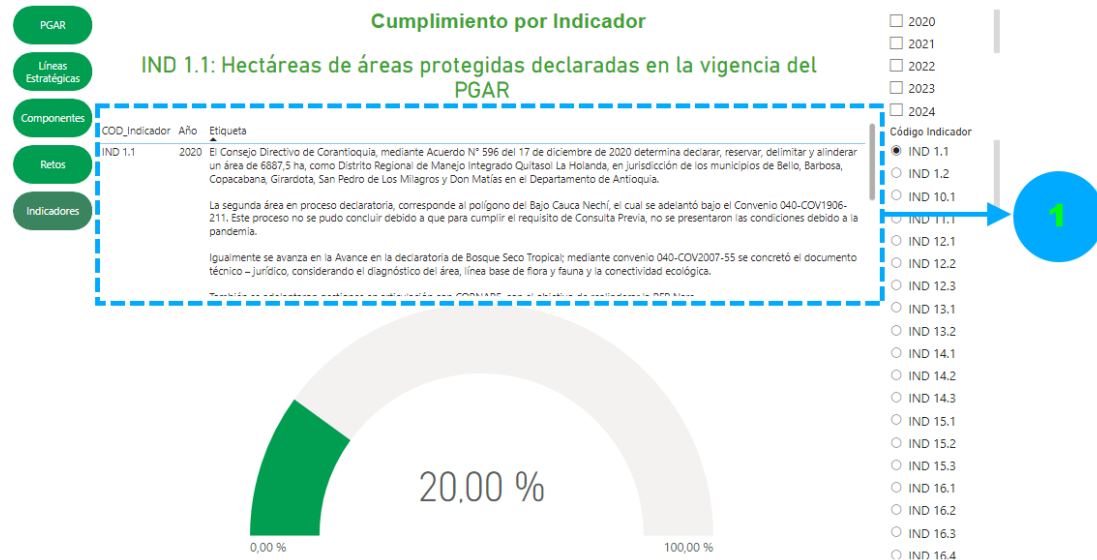 PGAR
Líneas
Estratégicas
Componentes
Retos
Indicadores
Cumplimiento por Indicador
IND 1.1: Hectáreas de áreas protegidas declaradas en la vigencia del
PGAR
COD_Indicador Año Etiqueta
IND 1.1 2020 El Consejo Directivo de Corantioquia, mediante Acuerdo N° 596 del 17 de diciembre de 2020 determina declarar, reservar, delimitar y alinderar
un área de 6887,5 ha, como Distrito Regional de Manejo Integrado Quitasol La Holanda, en jurisdicción de los municipios de Bello, Barbosa,
Copacabana, Girardota, San Pedro de Los Milagros y Don Matías en el Departamento de Antioquia.
La segunda área en proceso declaratoria, corresponde al polígono del Bajo Cauca Nechí, el cual se adelantó bajo el Convenio 040-COV1906-
211. Este proceso no se pudo concluir debido a que para cumplir el requisito de Consulta Previa, no se presentaron las condiciones debido a la
pandemia.
Igualmente se avanza en la Avance en la declaratoria de Bosque Seco Tropical; mediante convenio 040-COV2007-55 se concretó el documento
técnico – jurídico, considerando el diagnóstico del área, línea base de flora y fauna y la conectividad ecológica.
20,00 %
0,00 %
100,00 %
2020
2021
2022
2023
2024
Código Indicador
IND 1.1
IND 1.2
IND 10.1
IND 11.1
IND 12.1
IND 12.2
IND 12.3
IND 13.1
IND 13.2
IND 14.1
IND 14.2
IND 14.3
IND 15.1
IND 15.2
IND 15.3
IND 16.1
IND 16.2
IND 16.3
IND 16.4
1